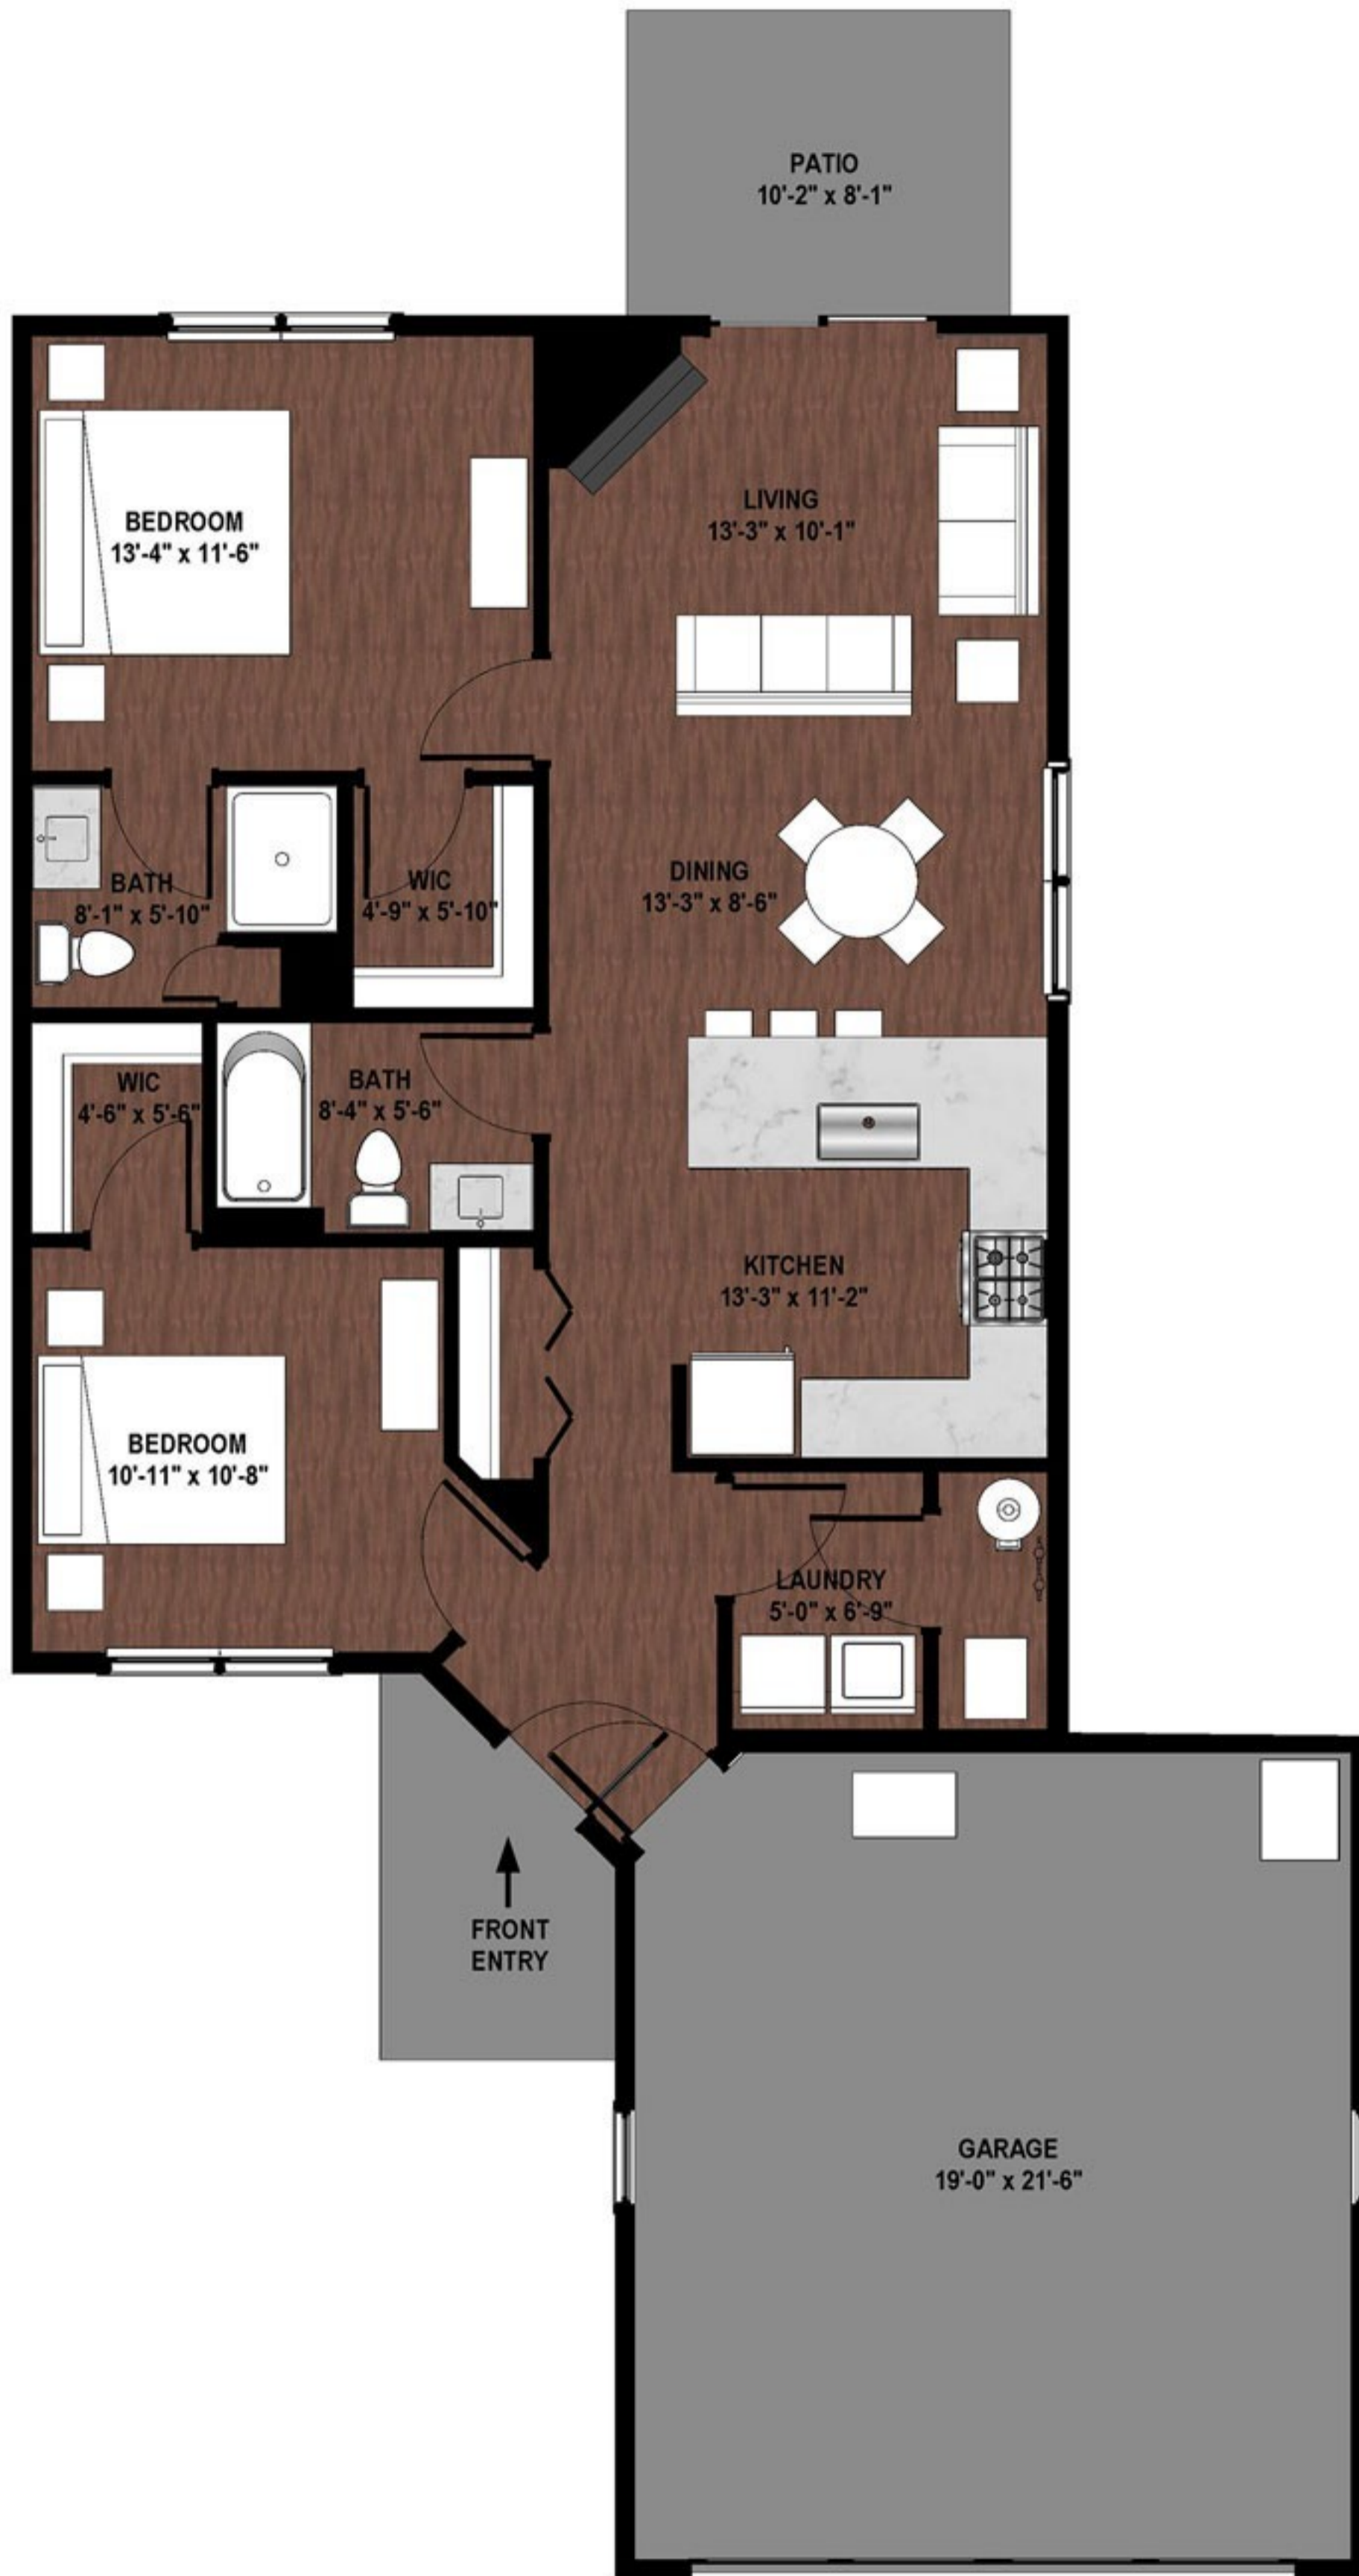 PATIO
10'-2" x 8'-1"
BEDROOM
13'-4" x 11'-6"
LIVING
13'-3" x 10'-1"
BATH
8'-1" x 5'-10"
WIC
4'-9" x 5'-10"
DINING
13'-3" x 8'-6"
WIC
4'-6" x 5'-6"
BATH
8'-4" x 5'-6"
KITCHEN
13'-3" x 11'-2"
BEDROOM
10'-11" x 10'-8"
LAUNDRY
5'-0" x 6'-9"
FRONT
ENTRY
GARAGE
19'-0" x 21'-6"